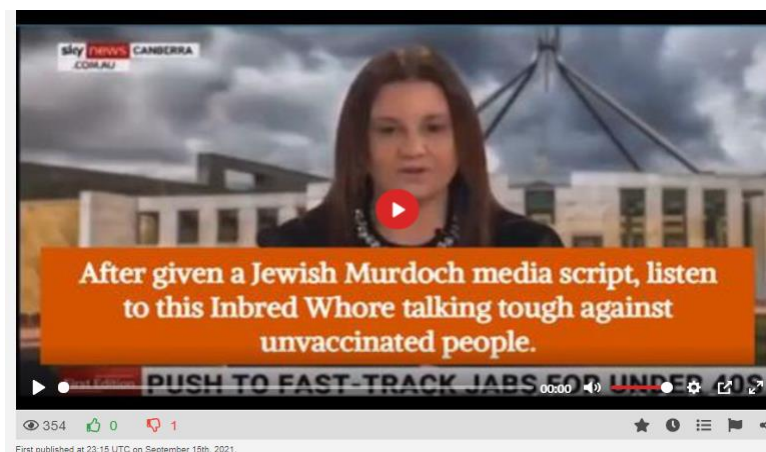 sky news CANBERRA
.COM.AU
After given a Jewish Murdoch media script, listen
to this Inbred Whore talking tough against
unvaccinated people.
First Edition PUSH TO FAST-TRACK JABS FOR UNDER 40S
00:00
354 0 1
First published at 23:15 UTC on September 15th, 2021.